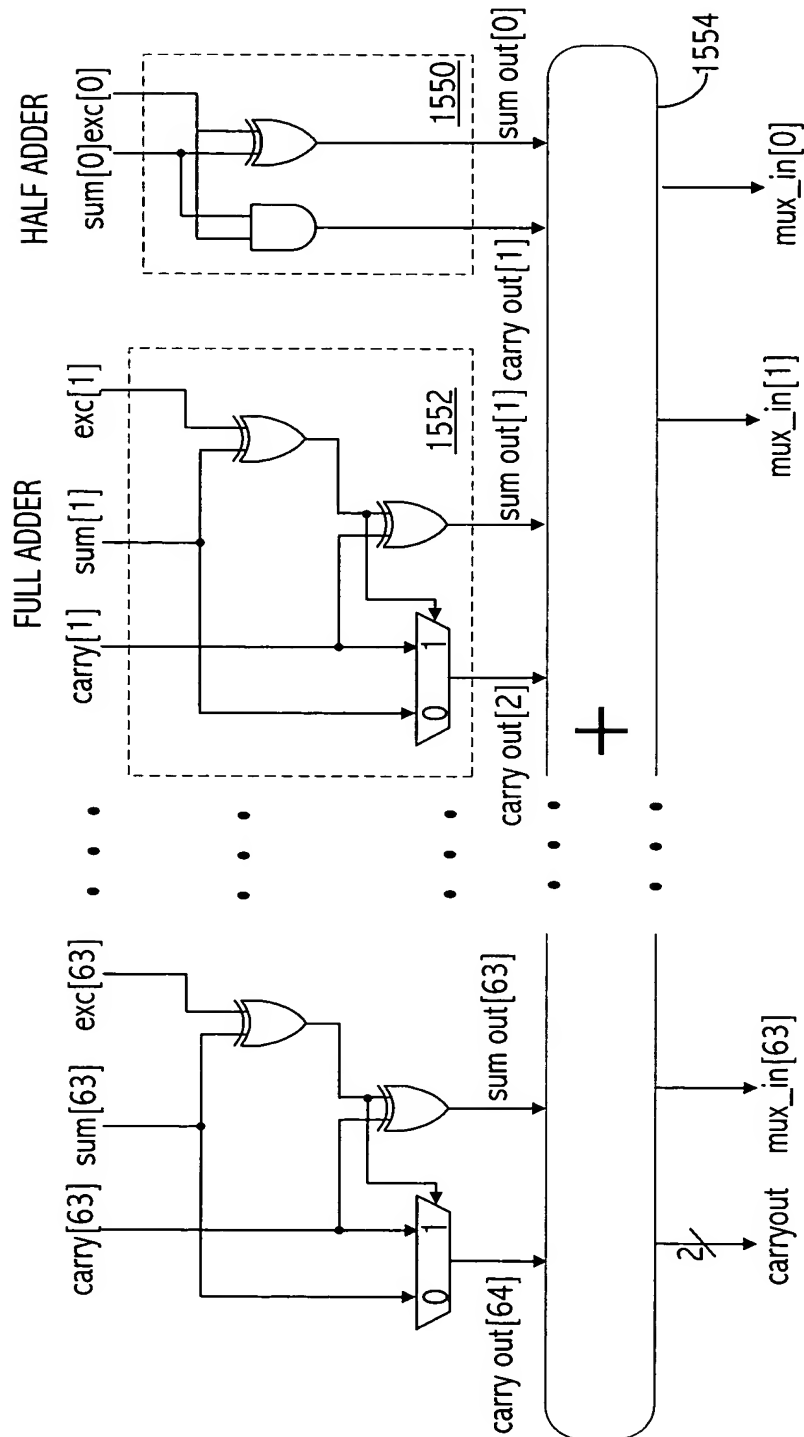 FULL ADDER
HALF ADDER
carry[63]
sum[63]
exc[63]
carry[1]
sum[1]
exc[1]
sum[0]
exc[0]
0
1
0
1
1552
1550
carry out[64]
sum out[63]
carry out[2]
sum out[1]
carry out[1]
sum out[0]
+
1554
2
carryout
mux_in[63]
mux_in[1]
mux_in[0]